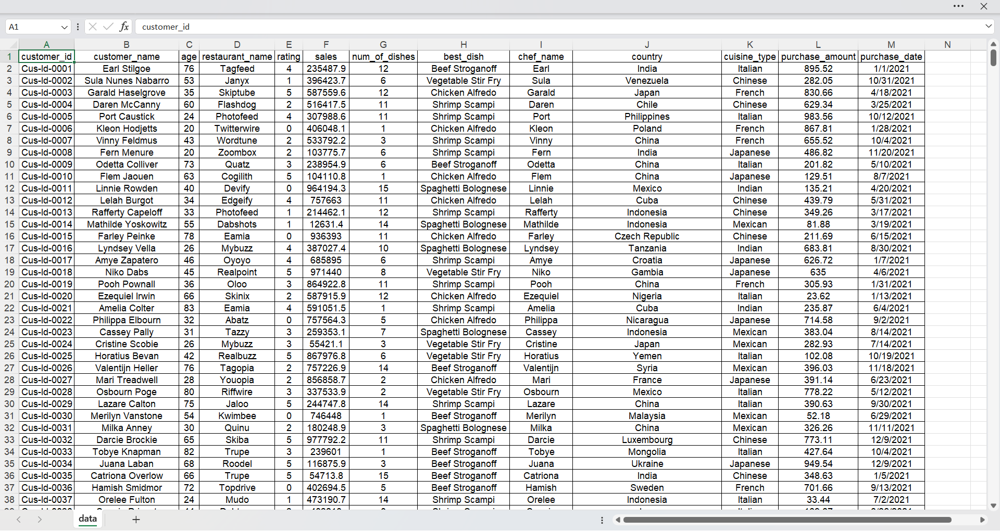 A1 fx customer_id
A B C D E F G H I J K L M N
1 customer_id customer_name age restaurant_name rating sales num_of_dishes best_dish chef_name country cuisine_type purchase_amount purchase_date
2 Cus-Id-0001 Earl Stilgoe 76 Tagfeed 4 235487.9 12 Beef Stroganoff Earl India Italian 895.52 1/1/2021
3 Cus-Id-0002 Sula Nunes Nabarro 53 Janyx 1 396423.7 6 Vegetable Stir Fry Sula Venezuela Chinese 282.05 10/31/2021
4 Cus-Id-0003 Garald Haselgrove 35 Skiptube 5 587559.6 12 Chicken Alfredo Garald Japan French 830.66 4/18/2021
5 Cus-Id-0004 Daren McCanny 60 Flashdog 2 516417.5 11 Shrimp Scampi Daren Chile Chinese 629.34 3/25/2021
6 Cus-Id-0005 Port Caustick 24 Photofeed 4 307988.6 11 Shrimp Scampi Port Philippines Italian 983.56 10/12/2021
7 Cus-Id-0006 Kleon Hodjetts 20 Twitterwire 0 406048.1 1 Chicken Alfredo Kleon Poland French 867.81 1/28/2021
8 Cus-Id-0007 Vinny Feldmus 43 Wordtune 2 533792.2 3 Shrimp Scampi Vinny China French 655.52 10/4/2021
9 Cus-Id-0008 Fern Menure 20 Zoombox 2 103775.7 6 Shrimp Scampi Fern India Japanese 486.82 11/20/2021
10 Cus-Id-0009 Odetta Colliver 73 Quatz 3 238954.9 6 Beef Stroganoff Odetta China Italian 201.82 5/10/2021
11 Cus-Id-0010 Flem Jaouen 63 Cogilith 5 104110.8 1 Chicken Alfredo Flem China Japanese 129.51 8/7/2021
12 Cus-Id-0011 Linnie Rowden 40 Devify 0 964194.3 15 Spaghetti Bolognese Linnie Mexico Indian 135.21 4/20/2021
13 Cus-Id-0012 Lelah Burgot 34 Edgeify 4 757663 11 Chicken Alfredo Lelah Cuba Chinese 439.79 5/31/2021
14 Cus-Id-0013 Rafferty Capeloff 33 Photofeed 1 214462.1 12 Shrimp Scampi Rafferty Indonesia Chinese 349.26 3/17/2021
15 Cus-Id-0014 Mathilde Yoskowitz 55 Dabshots 1 12631.4 14 Spaghetti Bolognese Mathilde Indonesia Mexican 81.88 3/19/2021
16 Cus-Id-0015 Farley Peinke 78 Eamia 0 936393 11 Chicken Alfredo Farley Czech Republic Chinese 211.69 6/15/2021
17 Cus-Id-0016 Lyndsey Vella 26 Mybuzz 4 387027.4 10 Spaghetti Bolognese Lyndsey Tanzania Indian 683.81 8/30/2021
18 Cus-Id-0017 Amye Zapatero 46 Oyoyo 4 685895 6 Shrimp Scampi Amye Croatia Japanese 626.72 1/7/2021
19 Cus-Id-0018 Niko Dabs 45 Realpoint 5 971440 8 Vegetable Stir Fry Niko Gambia Japanese 635 4/6/2021
20 Cus-Id-0019 Pooh Pownall 36 Oloo 3 864922.8 11 Shrimp Scampi Pooh China French 305.93 1/31/2021
21 Cus-Id-0020 Ezequiel Irwin 66 Skinix 2 587915.9 12 Chicken Alfredo Ezequiel Nigeria Italian 23.62 1/13/2021
22 Cus-Id-0021 Amelia Colter 83 Eamia 4 591051.5 1 Shrimp Scampi Amelia Cuba Indian 235.87 6/4/2021
23 Cus-Id-0022 Philippa Elbourn 32 Abatz 0 757564.3 5 Chicken Alfredo Philippa Nicaragua Japanese 714.58 9/2/2021
24 Cus-Id-0023 Cassey Pally 31 Tazzy 3 259353.1 7 Spaghetti Bolognese Cassey Indonesia Mexican 383.04 8/14/2021
25 Cus-Id-0024 Cristine Scobie 26 Mybuzz 3 55421.1 3 Vegetable Stir Fry Cristine Japan Mexican 282.93 7/14/2021
26 Cus-Id-0025 Horatius Bevan 42 Realbuzz 5 867976.8 6 Vegetable Stir Fry Horatius Yemen Italian 102.08 10/19/2021
27 Cus-Id-0026 Valentijn Heller 76 Tagopia 2 757226.9 14 Beef Stroganoff Valentijn Syria Mexican 396.03 11/18/2021
28 Cus-Id-0027 Mari Treadwell 28 Youopia 2 856858.7 2 Chicken Alfredo Mari France Japanese 391.14 6/23/2021
29 Cus-Id-0028 Osbourn Poge 80 Riffwire 3 337533.9 2 Vegetable Stir Fry Osbourn Mexico Italian 778.22 5/12/2021
30 Cus-Id-0029 Lazare Calton 75 Jaloo 5 244747.8 14 Shrimp Scampi Lazare China Italian 390.63 9/30/2021
31 Cus-Id-0030 Merilyn Vanstone 54 Kwimbee 0 746448 1 Beef Stroganoff Merilyn Malaysia Mexican 52.18 6/29/2021
32 Cus-Id-0031 Milka Anney 30 Quinu 2 180248.9 3 Spaghetti Bolognese Milka China Mexican 326.26 11/11/2021
33 Cus-Id-0032 Darcie Brockie 65 Skiba 5 977792.2 11 Shrimp Scampi Darcie Luxembourg Chinese 773.11 12/9/2021
34 Cus-Id-0033 Tobye Knapman 82 Trupe 3 239601 1 Beef Stroganoff Tobye Mongolia Italian 427.64 10/4/2021
35 Cus-Id-0034 Juana Laban 68 Roodel 5 116875.9 3 Beef Stroganoff Juana Ukraine Japanese 949.54 12/9/2021
36 Cus-Id-0035 Catriona Overlow 66 Trupe 5 54713.8 15 Beef Stroganoff Catriona India Chinese 348.63 1/5/2021
37 Cus-Id-0036 Hamish Smidmor 72 Topdrive 0 402694.5 5 Beef Stroganoff Hamish Sweden French 701.66 9/13/2021
38 Cus-Id-0037 Orelee Fulton 24 Mudo 1 473190.7 14 Shrimp Scampi Orelee Indonesia Italian 33.44 7/2/2021
data